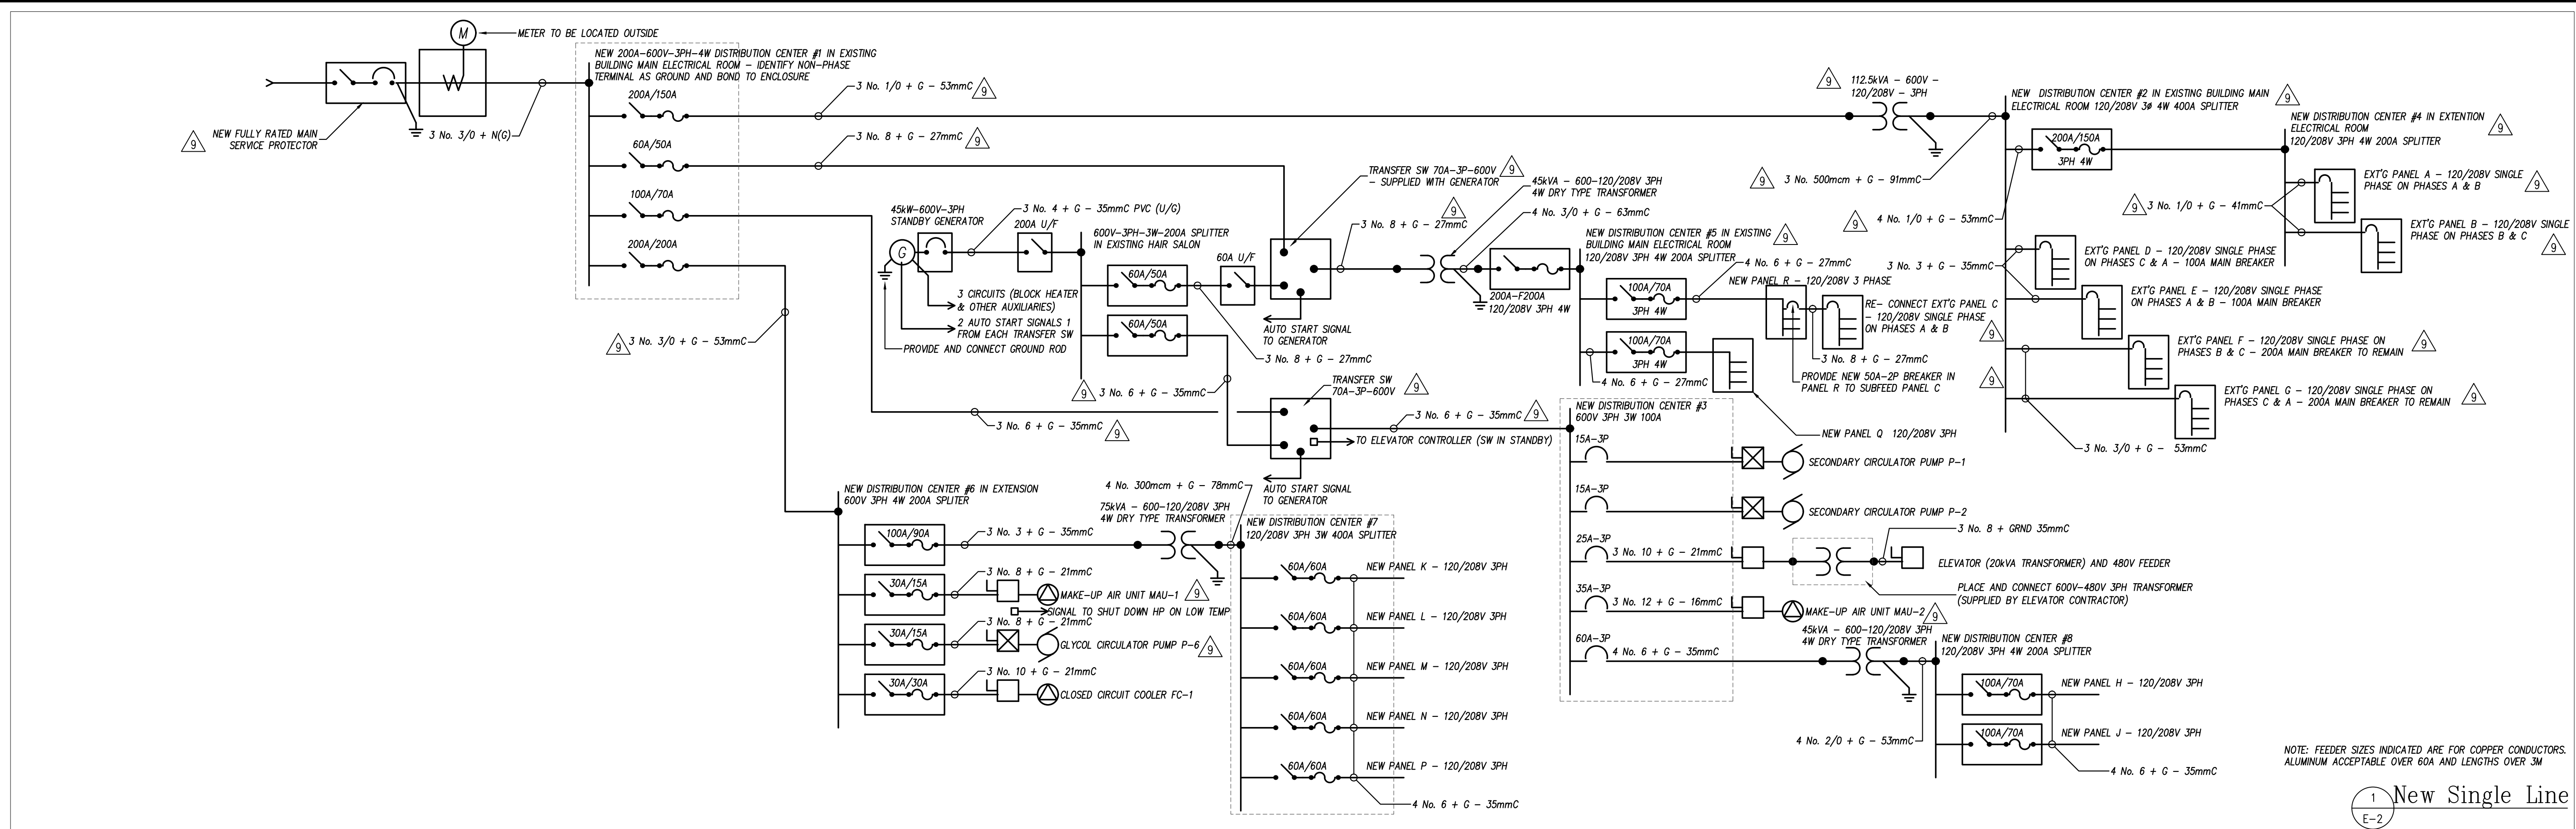 M
METER TO BE LOCATED OUTSIDE
9
NEW FULLY RATED MAIN
SERVICE PROTECTOR
3 No. 3/0 + N(G)
NEW 200A-600V-3PH-4W DISTRIBUTION CENTER #1 IN EXISTING
BUILDING MAIN ELECTRICAL ROOM - IDENTIFY NON-PHASE
TERMINAL AS GROUND AND BOND TO ENCLOSURE
200A/150A
3 No. 1/0 + G - 53mmC
9
60A/50A
3 No. 8 + G - 27mmC
9
100A/70A
200A/200A
9
3 No. 3/0 + G - 53mmC
45kW-600V-3PH
STANDBY GENERATOR
G
3 No. 4 + G - 35mmC PVC (U/G)
200A U/F
3 CIRCUITS (BLOCK HEATER
& OTHER AUXILIARIES)
2 AUTO START SIGNALS 1
FROM EACH TRANSFER SW
PROVIDE AND CONNECT GROUND ROD
600V-3PH-3W-200A SPLITTER
IN EXISTING HAIR SALON
60A/50A
60A U/F
60A/50A
3 No. 8 + G - 27mmC
9
3 No. 6 + G - 35mmC
3 No. 6 + G - 35mmC
9
TRANSFER SW 70A-3P-600V
- SUPPLIED WITH GENERATOR
9
AUTO START SIGNAL
TO GENERATOR
9
3 No. 8 + G - 27mmC
45kVA - 600-120/208V 3PH
4W DRY TYPE TRANSFORMER
4 No. 3/0 + G - 63mmC
200A-F200A
120/208V 3PH 4W
TRANSFER SW
70A-3P-600V
9
3 No. 6 + G - 35mmC
9
TO ELEVATOR CONTROLLER (SW IN STANDBY)
AUTO START SIGNAL
TO GENERATOR
NEW DISTRIBUTION CENTER #5 IN EXISTING
BUILDING MAIN ELECTRICAL ROOM
120/208V 3PH 4W 200A SPLITTER
9
4 No. 6 + G - 27mmC
100A/70A
3PH 4W
NEW PANEL R - 120/208V 3 PHASE
RE- CONNECT EXT'G PANEL C
- 120/208V SINGLE PHASE
ON PHASES A & B
9
3 No. 8 + G - 27mmC
PROVIDE NEW 50A-2P BREAKER IN
PANEL R TO SUBFEED PANEL C
100A/70A
3PH 4W
4 No. 6 + G - 27mmC
NEW PANEL Q 120/208V 3PH
9
112.5kVA - 600V -
120/208V - 3PH
9
3 No. 500mcm + G - 91mmC
NEW DISTRIBUTION CENTER #2 IN EXISTING BUILDING MAIN
ELECTRICAL ROOM 120/208V 3ø 4W 400A SPLITTER
9
200A/150A
3PH 4W
9
4 No. 1/0 + G - 53mmC
NEW DISTRIBUTION CENTER #4 IN EXTENTION
ELECTRICAL ROOM
120/208V 3PH 4W 200A SPLITTER
9
EXT'G PANEL A - 120/208V SINGLE
PHASE ON PHASES A & B
9
9
3 No. 1/0 + G - 41mmC
EXT'G PANEL B - 120/208V SINGLE
PHASE ON PHASES B & C
9
EXT'G PANEL D - 120/208V SINGLE PHASE
ON PHASES C & A - 100A MAIN BREAKER
3 No. 3 + G - 35mmC
EXT'G PANEL E - 120/208V SINGLE PHASE
ON PHASES A & B - 100A MAIN BREAKER
EXT'G PANEL F - 120/208V SINGLE PHASE ON
PHASES B & C - 200A MAIN BREAKER TO REMAIN
9
9
EXT'G PANEL G - 120/208V SINGLE PHASE ON
PHASES C & A - 200A MAIN BREAKER TO REMAIN
9
3 No. 3/0 + G - 53mmC
NEW DISTRIBUTION CENTER #6 IN EXTENSION
600V 3PH 4W 200A SPLITER
100A/90A
3 No. 3 + G - 35mmC
75kVA - 600-120/208V 3PH
4W DRY TYPE TRANSFORMER
4 No. 300mcm + G - 78mmC
30A/15A
3 No. 8 + G - 21mmC
MAKE-UP AIR UNIT MAU-1
9
SIGNAL TO SHUT DOWN HP ON LOW TEMP
30A/15A
3 No. 8 + G - 21mmC
GLYCOL CIRCULATOR PUMP P-6
9
30A/30A
3 No. 10 + G - 21mmC
CLOSED CIRCUIT COOLER FC-1
NEW DISTRIBUTION CENTER #7
120/208V 3PH 3W 400A SPLITTER
60A/60A
NEW PANEL K - 120/208V 3PH
60A/60A
NEW PANEL L - 120/208V 3PH
60A/60A
NEW PANEL M - 120/208V 3PH
60A/60A
NEW PANEL N - 120/208V 3PH
60A/60A
NEW PANEL P - 120/208V 3PH
4 No. 6 + G - 35mmC
NEW DISTRIBUTION CENTER #3
600V 3PH 3W 100A
15A-3P
SECONDARY CIRCULATOR PUMP P-1
15A-3P
SECONDARY CIRCULATOR PUMP P-2
25A-3P
3 No. 10 + G - 21mmC
3 No. 8 + GRND 35mmC
ELEVATOR (20kVA TRANSFORMER) AND 480V FEEDER
PLACE AND CONNECT 600V-480V 3PH TRANSFORMER
(SUPPLIED BY ELEVATOR CONTRACTOR)
35A-3P
3 No. 12 + G - 16mmC
MAKE-UP AIR UNIT MAU-2
9
60A-3P
4 No. 6 + G - 35mmC
45kVA - 600-120/208V 3PH
4W DRY TYPE TRANSFORMER
NEW DISTRIBUTION CENTER #8
120/208V 3PH 4W 200A SPLITTER
100A/70A
NEW PANEL H - 120/208V 3PH
100A/70A
NEW PANEL J - 120/208V 3PH
4 No. 2/0 + G - 53mmC
4 No. 6 + G - 35mmC
NOTE: FEEDER SIZES INDICATED ARE FOR COPPER CONDUCTORS.
ALUMINUM ACCEPTABLE OVER 60A AND LENGTHS OVER 3M
1
E-2
New Single Line